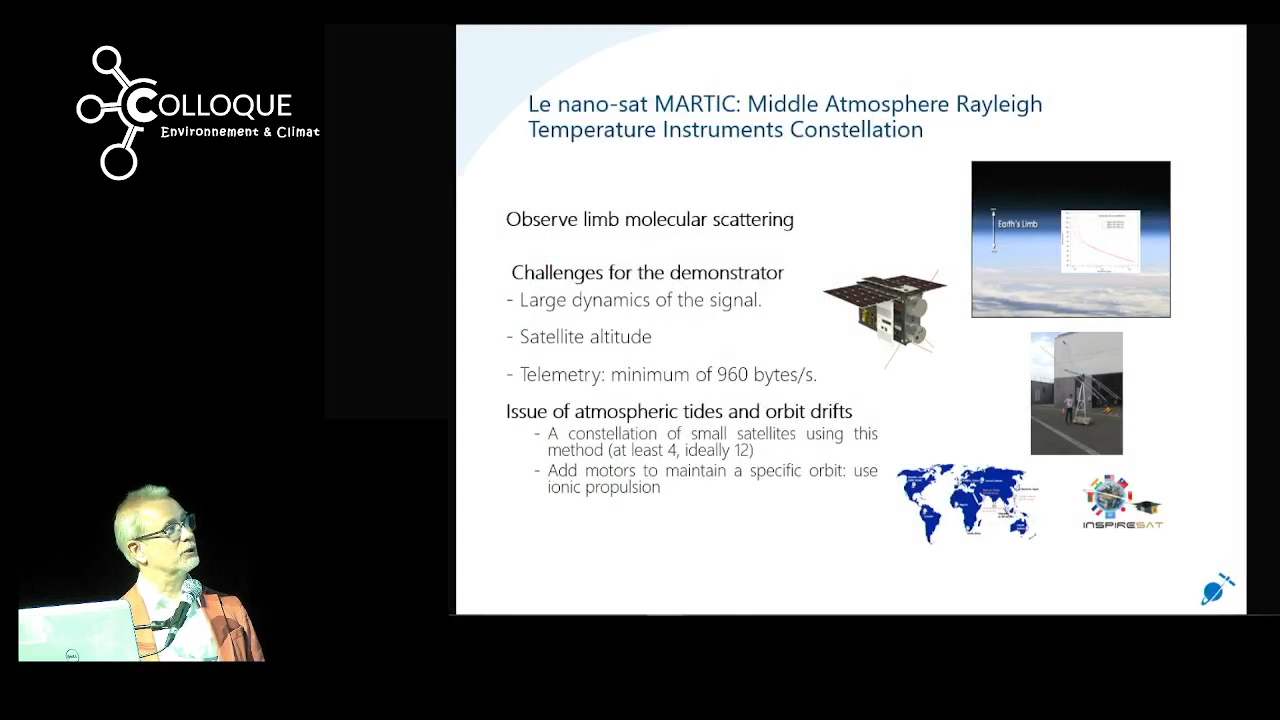 COLLOQUE
Environnement & Climat
Le nano-sat MARTIC: Middle Atmosphere Rayleigh
Temperature Instruments Constellation
Observe limb molecular scattering
Earth's Limb
Challenges for the demonstrator
- Large dynamics of the signal.
- Satellite altitude
- Telemetry: minimum of 960 bytes/s.
Issue of atmospheric tides and orbit drifts
- A constellation of small satellites using this
method (at least 4, ideally 12)
- Add motors to maintain a specific orbit: use
ionic propulsion
INSPIRESAT
DELL